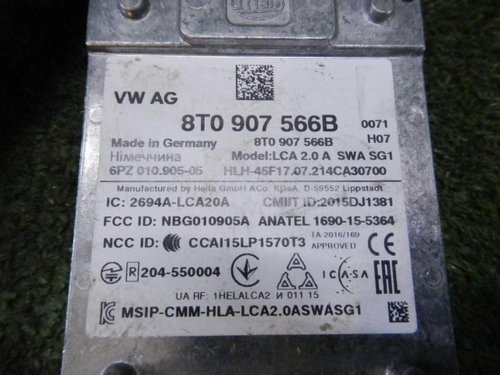 Hella
VW AG
8T0 907 566B 0071
Made in Germany 8T0 907 566B H07
Німеччина Model:LCA 2.0 A SWA SG1
6PZ 010.905-05 HLH-45F17.07.214CA30700
Manufactured by Hella GmbH &Co. KGaA, D-59552 Lippstadt
IC: 2694A-LCA20A CMIIT ID:2015DJ1381
FCC ID: NBG010905A ANATEL 1690-15-5364
NCC ID: CCAI15LP1570T3 TA-2016/169 APPROVED
R 204-550004 ICASA EAC
UA RF: 1HELALCA2 И 011 15
MSIP-CMM-HLA-LCA2.0ASWASG1